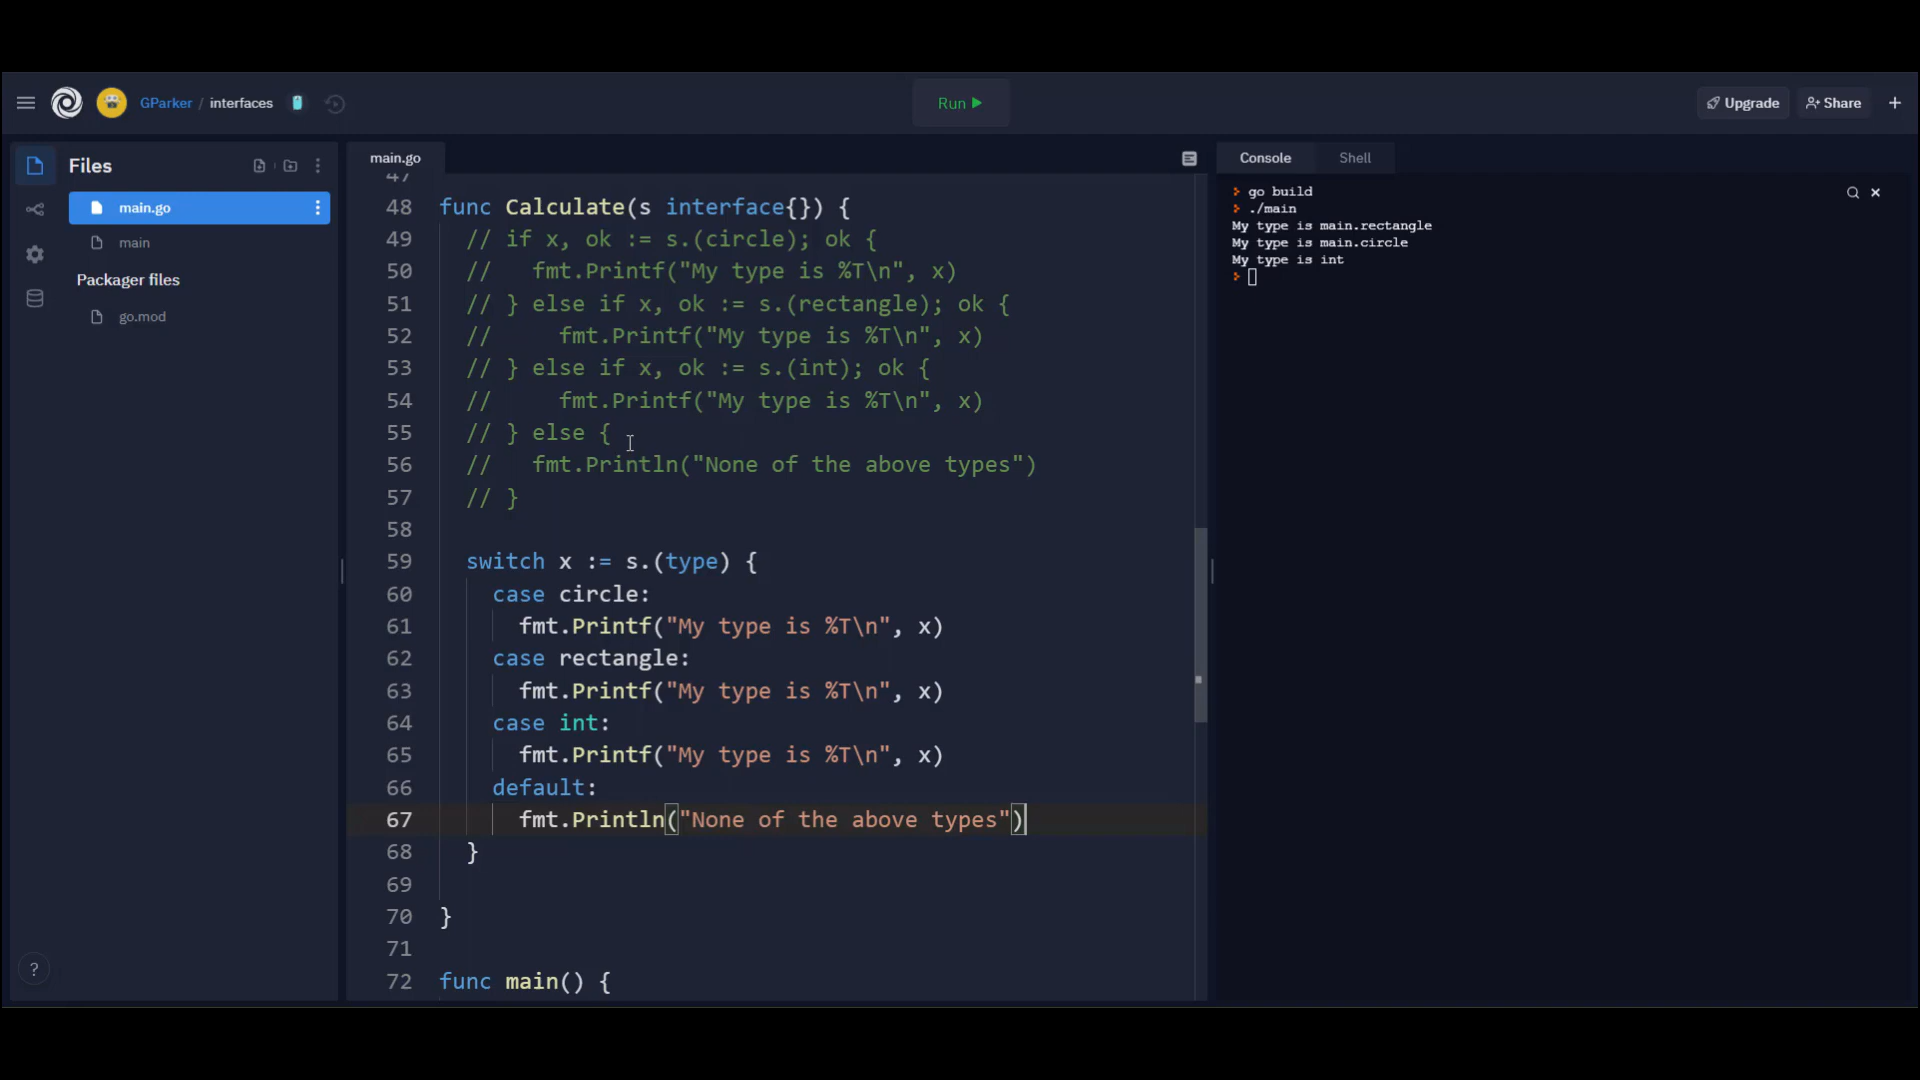 GParker / interfaces
Run
Upgrade
Share
Files
main.go
main
Packager files
go.mod
?
main.go
47
48 func Calculate(s interface{}) {
49 // if x, ok := s.(circle); ok {
50 //   fmt.Printf("My type is %T\n", x)
51 // } else if x, ok := s.(rectangle); ok {
52 //     fmt.Printf("My type is %T\n", x)
53 // } else if x, ok := s.(int); ok {
54 //     fmt.Printf("My type is %T\n", x)
55 // } else {
56 //   fmt.Println("None of the above types")
57 // }
58
59 switch x := s.(type) {
60 case circle:
61 fmt.Printf("My type is %T\n", x)
62 case rectangle:
63 fmt.Printf("My type is %T\n", x)
64 case int:
65 fmt.Printf("My type is %T\n", x)
66 default:
67 fmt.Println("None of the above types")
68 }
69
70 }
71
72 func main() {
Console Shell
go build
./main
My type is main.rectangle
My type is main.circle
My type is int